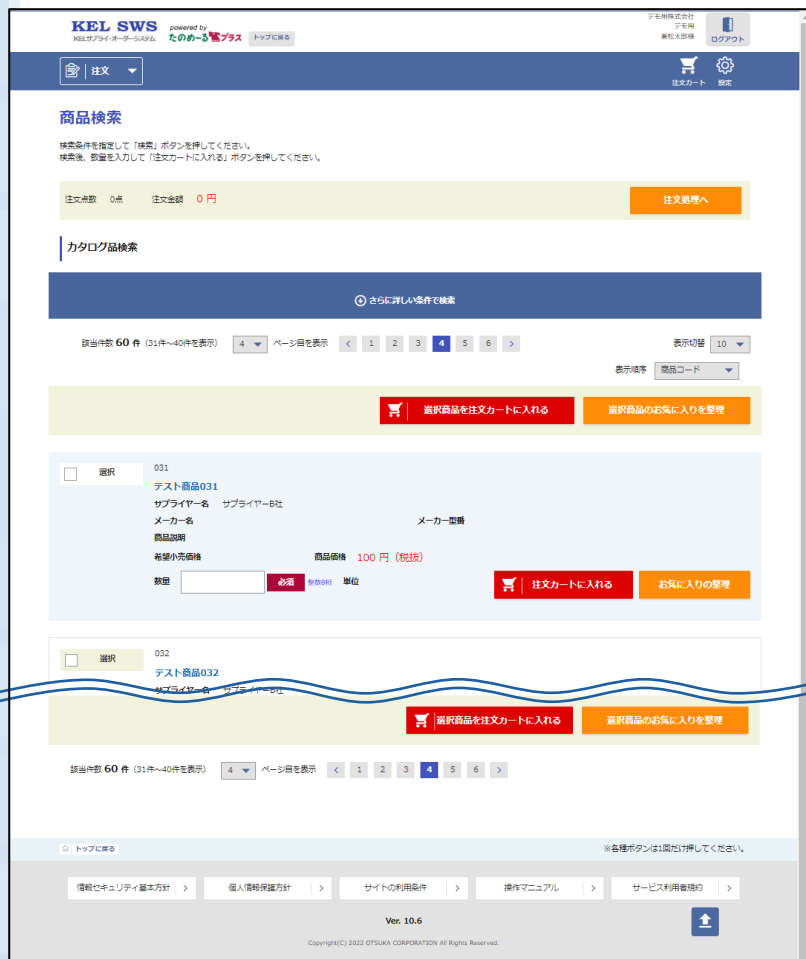 KEL SWS
KELサプライ・オーダーシステム
powered by
たのめーるプラス
トップに戻る
デモ用株式会社
デモ用
兼松太郎様
ログアウト
注文
注文カート
設定
商品検索
検索条件を指定して「検索」ボタンを押してください。
検索後、数量を入力して「注文カートに入れる」ボタンを押してください。
注文点数 0点 注文金額 0 円
注文処理へ
カタログ品検索
さらに詳しい条件で検索
該当件数 60 件 (31件～40件を表示) 4 ページ目を表示 < 1 2 3 4 5 6 >
表示切替 10
表示順序 商品コード
選択商品を注文カートに入れる
選択商品のお気に入りを整理
選択
031
テスト商品031
サプライヤー名 サプライヤーB社
メーカー名 メーカー型番
商品説明
希望小売価格 商品価格 100 円（税抜）
数量 必須 整数8桁 単位
注文カートに入れる
お気に入りの整理
選択
032
テスト商品032
サプライヤー名 サプライヤーB社
選択商品を注文カートに入れる
選択商品のお気に入りを整理
該当件数 60 件 (31件～40件を表示) 4 ページ目を表示 < 1 2 3 4 5 6 >
トップに戻る
※各種ボタンは1回だけ押してください。
情報セキュリティ基本方針 >
個人情報保護方針 >
サイトの利用条件 >
操作マニュアル >
サービス利用者規約 >
Ver. 10.6
Copyright(C) 2022 OTSUKA CORPORATION All Rights Reserved.